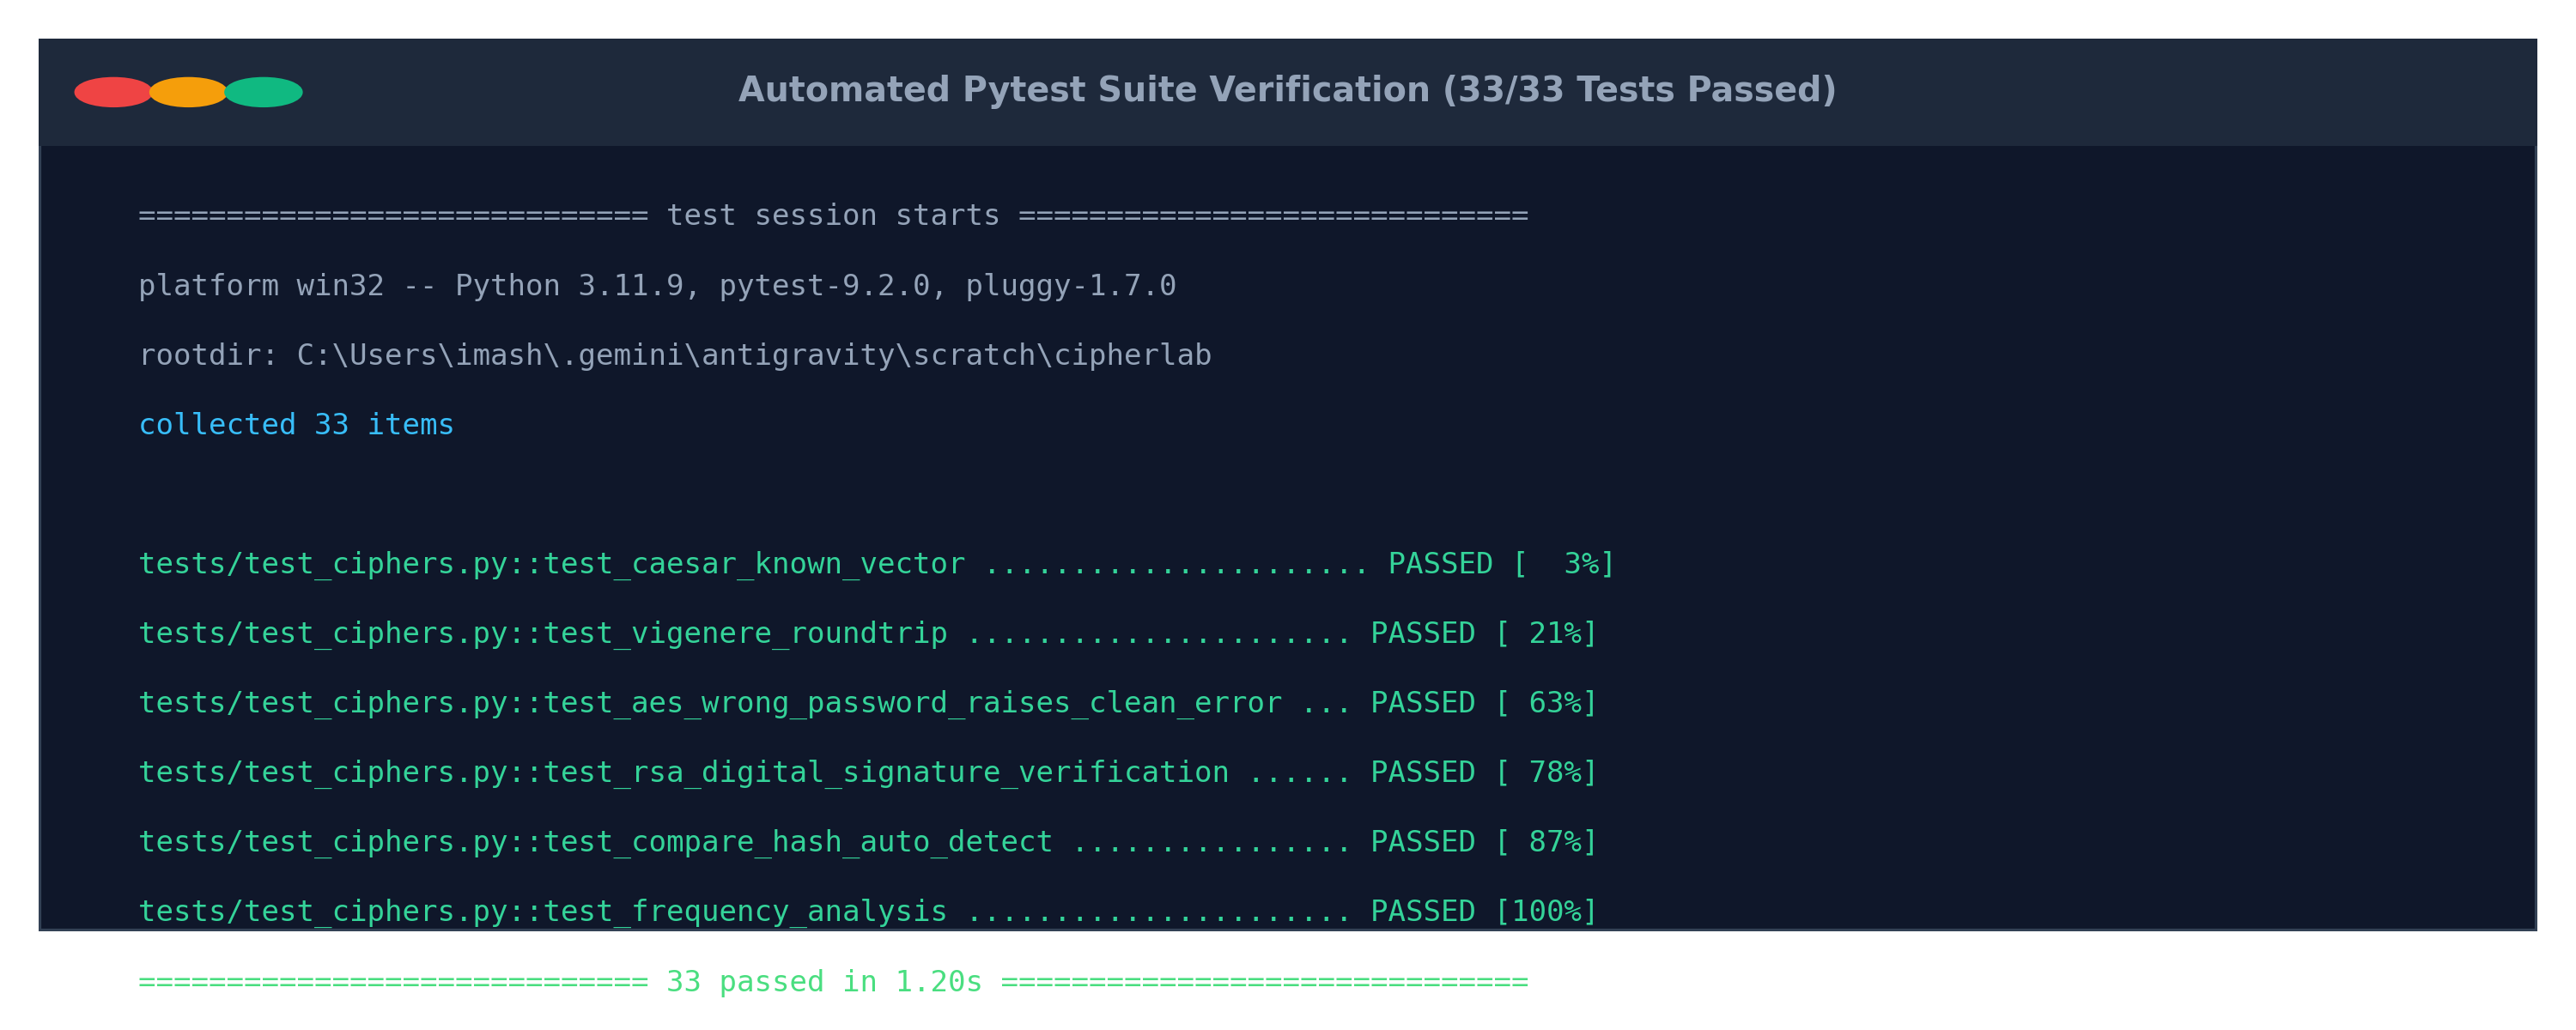 Automated Pytest Suite Verification (33/33 Tests Passed)
============================= test session starts =============================
platform win32 -- Python 3.11.9, pytest-9.2.0, pluggy-1.7.0
rootdir: C:\Users\imash\.gemini\antigravity\scratch\cipherlab
collected 33 items
tests/test_ciphers.py::test_caesar_known_vector ...................... PASSED [  3%]
tests/test_ciphers.py::test_vigenere_roundtrip ...................... PASSED [ 21%]
tests/test_ciphers.py::test_aes_wrong_password_raises_clean_error ... PASSED [ 63%]
tests/test_ciphers.py::test_rsa_digital_signature_verification ...... PASSED [ 78%]
tests/test_ciphers.py::test_compare_hash_auto_detect ................ PASSED [ 87%]
tests/test_ciphers.py::test_frequency_analysis ...................... PASSED [100%]
============================= 33 passed in 1.20s ==============================